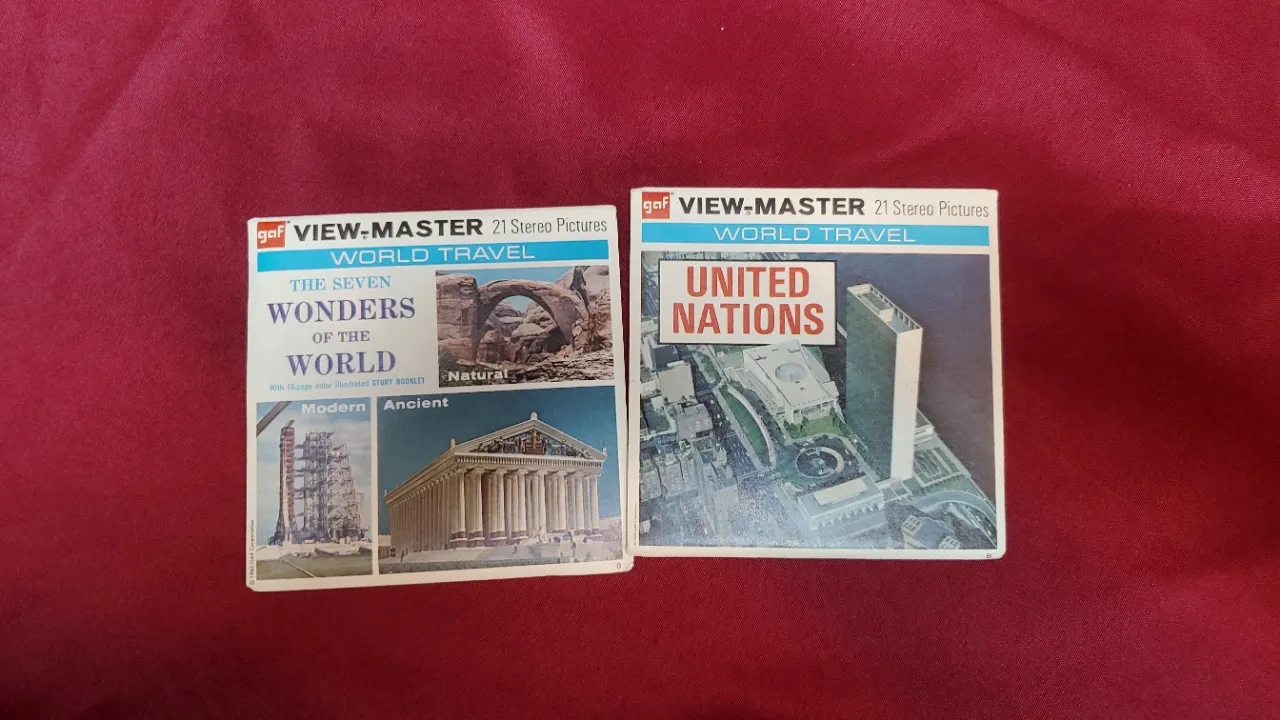 gaf VIEW-MASTER 21 Stereo Pictures
WORLD TRAVEL
THE SEVEN
WONDERS
OF THE
WORLD
With 16-page color illustrated STORY BOOKLET
Natural
Modern
Ancient
gaf VIEW-MASTER 21 Stereo Pictures
WORLD TRAVEL
UNITED
NATIONS